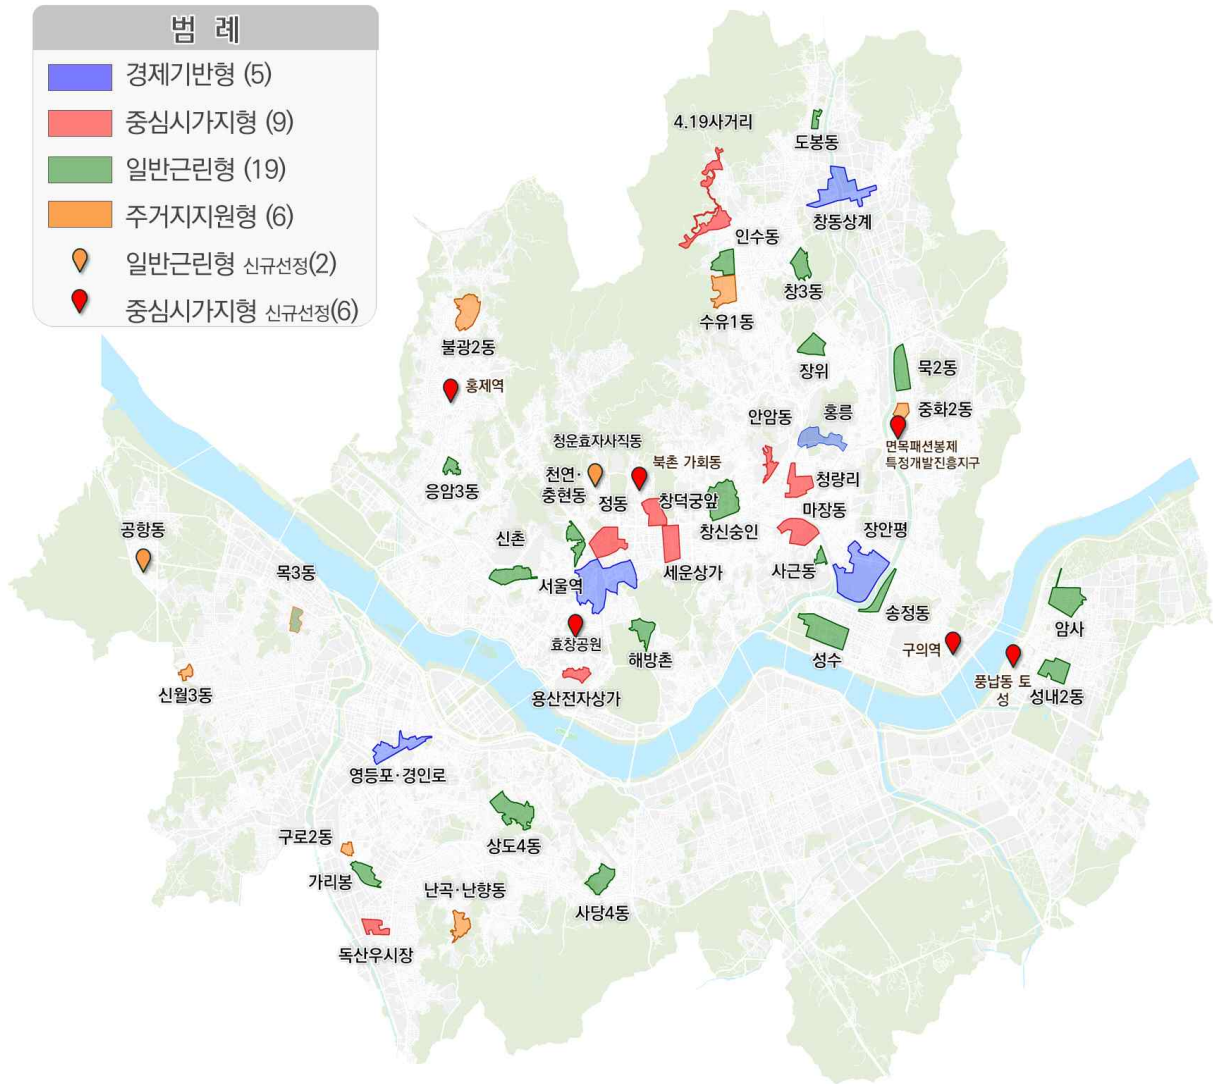 범 례
경제기반형 (5)
중심시가지형 (9)
일반근린형 (19)
주거지지원형 (6)
일반근린형 신규선정(2)
중심시가지형 신규선정(6)
4.19사거리
도봉동
창동상계
인수동
창3동
수유1동
불광2동
장위
묵2동
홍제역
안암동
홍릉
중화2동
청운효자사직동
면목패션봉제
특정개발진흥지구
북촌 가회동
천연·
충현동
청량리
응암3동
정동
창덕궁앞
마장동
공항동
창신숭인
장안평
신촌
목3동
세운상가
사근동
서울역
송정동
암사
효창공원
구의역
해방촌
성수
풍납동 토
성
신월3동
용산전자상가
성내2동
영등포·경인로
구로2동
상도4동
가리봉
난곡·난향동
사당4동
독산우시장